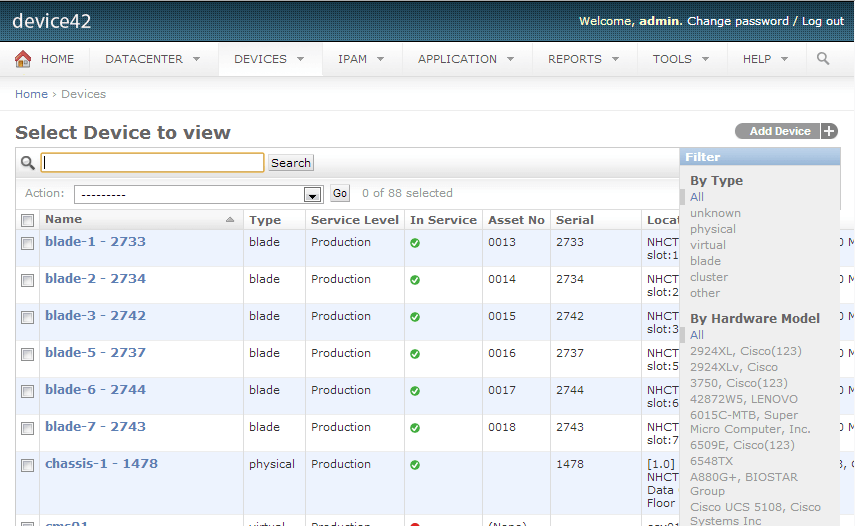 device42
Welcome, admin. Change password / Log out
HOME DATACENTER DEVICES IPAM APPLICATION REPORTS TOOLS HELP
Home › Devices
Select Device to view
Add Device +
Search
Filter
Action: --------- Go 0 of 88 selected
By Type
All
unknown
physical
virtual
blade
cluster
other
By Hardware Model
All
2924XL, Cisco(123)
2924XLv, Cisco
3750, Cisco(123)
42872W5, LENOVO
6015C-MTB, Super
Micro Computer, Inc.
6509E, Cisco(123)
6548TX
A880G+, BIOSTAR
Group
Cisco UCS 5108, Cisco
Systems Inc
Name Type Service Level In Service Asset No Serial
blade-1 - 2733 blade Production 0013 2733 NHCT
slot:1
blade-2 - 2734 blade Production 0014 2734 NHCT
slot:2
blade-3 - 2742 blade Production 0015 2742 NHCT
slot:3
blade-5 - 2737 blade Production 0016 2737 NHCT
slot:5
blade-6 - 2744 blade Production 0017 2744 NHCT
slot:6
blade-7 - 2743 blade Production 0018 2743 NHCT
slot:7
chassis-1 - 1478 physical Production 1478 [1.0]
NHCT
Data
Floor
cms01 virtual Production (None)